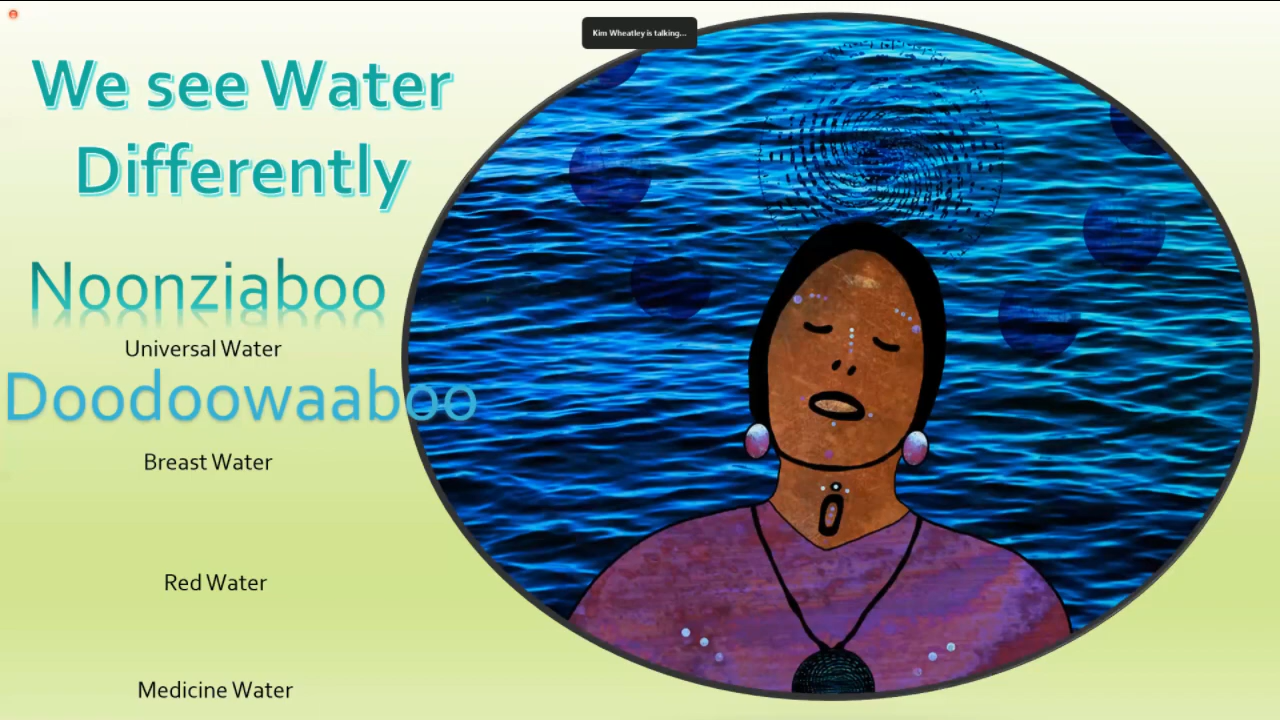 Kim Wheatley is talking...
We see Water
Differently
Noonziaboo
Universal Water
Doodoowaaboo
Breast Water
Red Water
Medicine Water